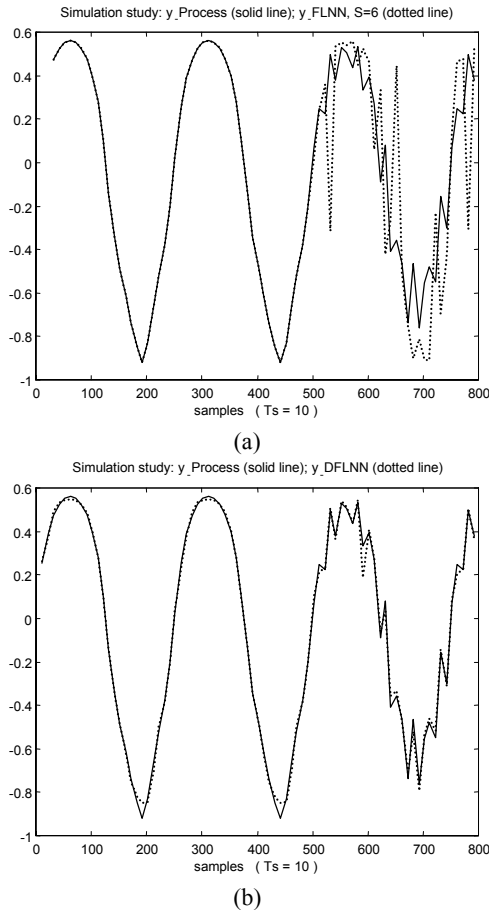 Simulation study: y_Process (solid line); y_FLNN, S=6 (dotted line)
0.6
0.4
0.2
0
-0.2
-0.4
-0.6
-0.8
-1
0 100 200 300 400 500 600 700 800
samples ( Ts = 10 )
(a)
Simulation study: y_Process (solid line); y_DFLNN (dotted line)
0.6
0.4
0.2
0
-0.2
-0.4
-0.6
-0.8
-1
0 100 200 300 400 500 600 700 800
samples ( Ts = 10 )
(b)